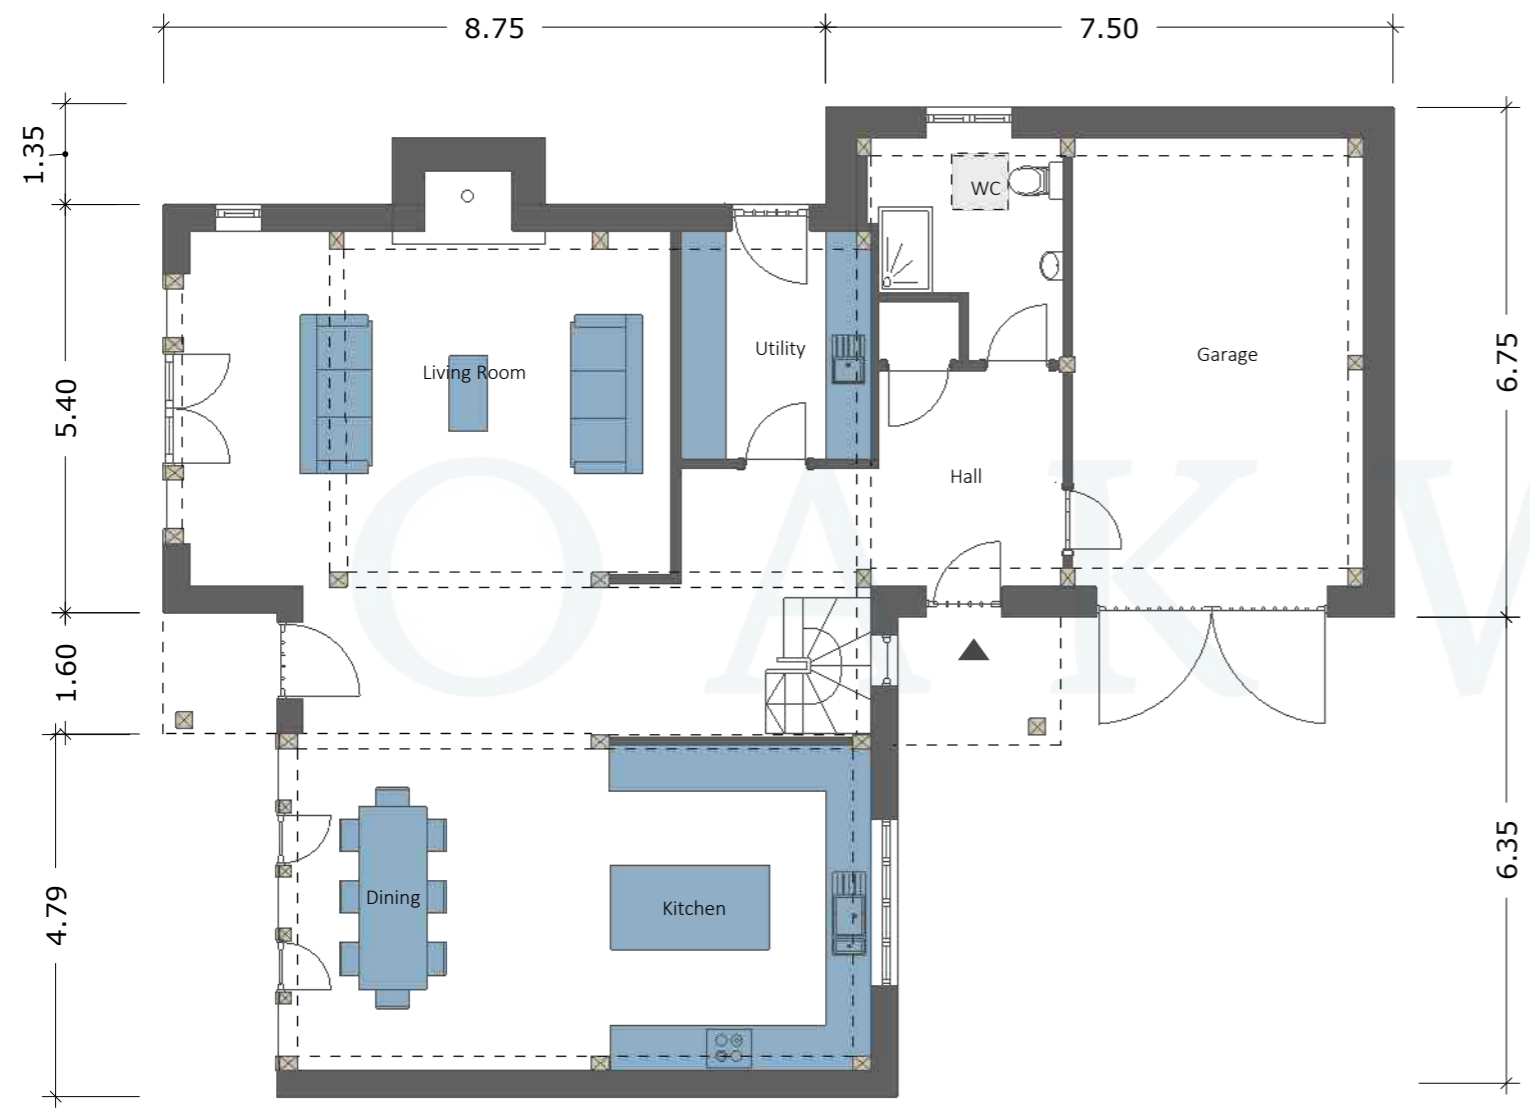 8.75
7.50
1.35
WC
Utility
Garage
Living Room
6.75
5.40
Hall
O A K W
1.60
6.35
Dining
Kitchen
4.79